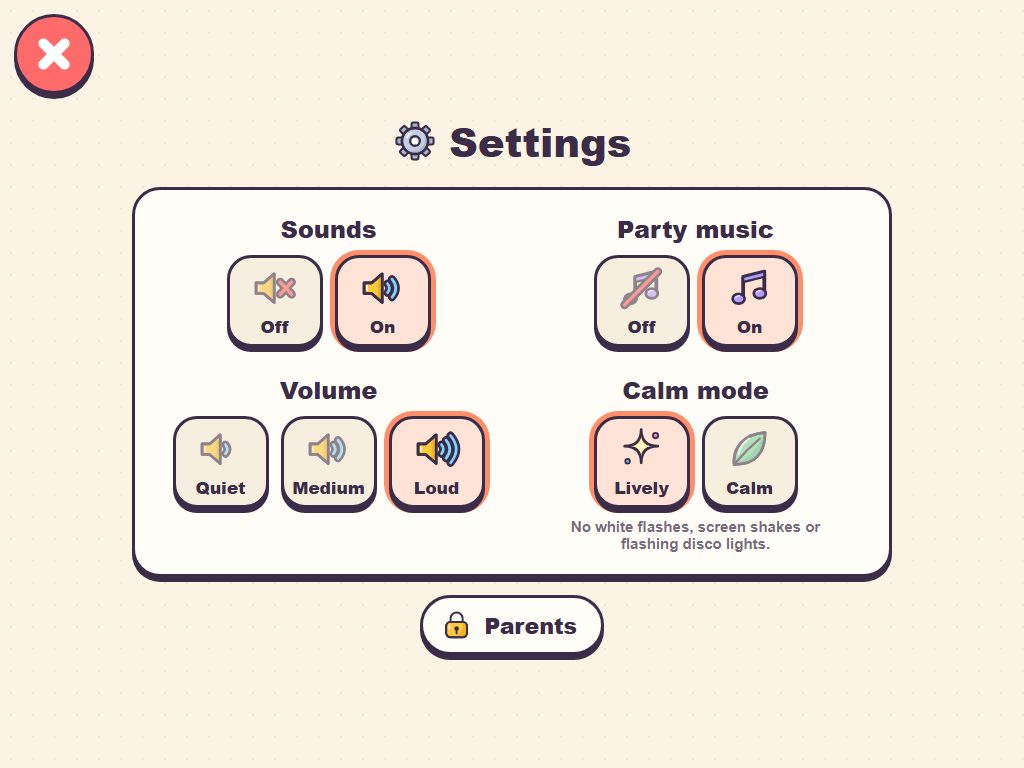 Settings
Sounds
Off
On
Party music
Off
On
Volume
Quiet
Medium
Loud
Calm mode
Lively
Calm
No white flashes, screen shakes or
flashing disco lights.
Parents